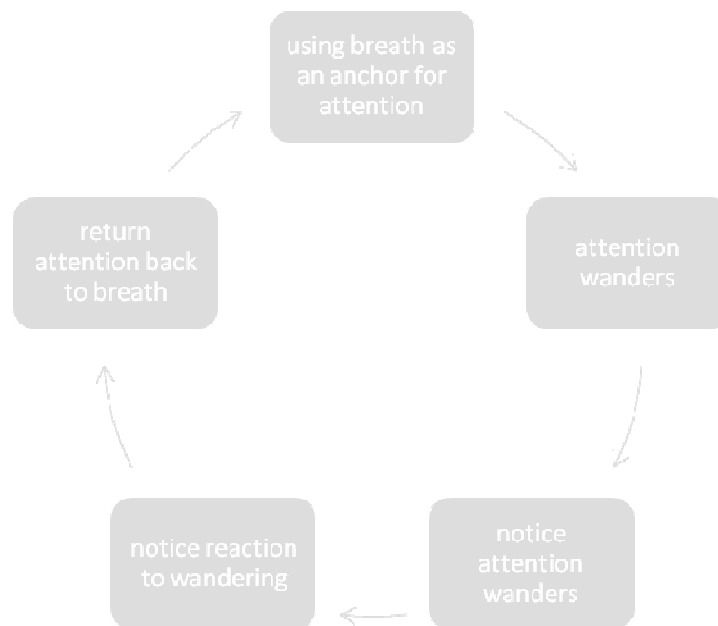 using breath as
an anchor for
attention
attention
wanders
notice
attention
wanders
notice reaction
to wandering
return
attention back
to breath